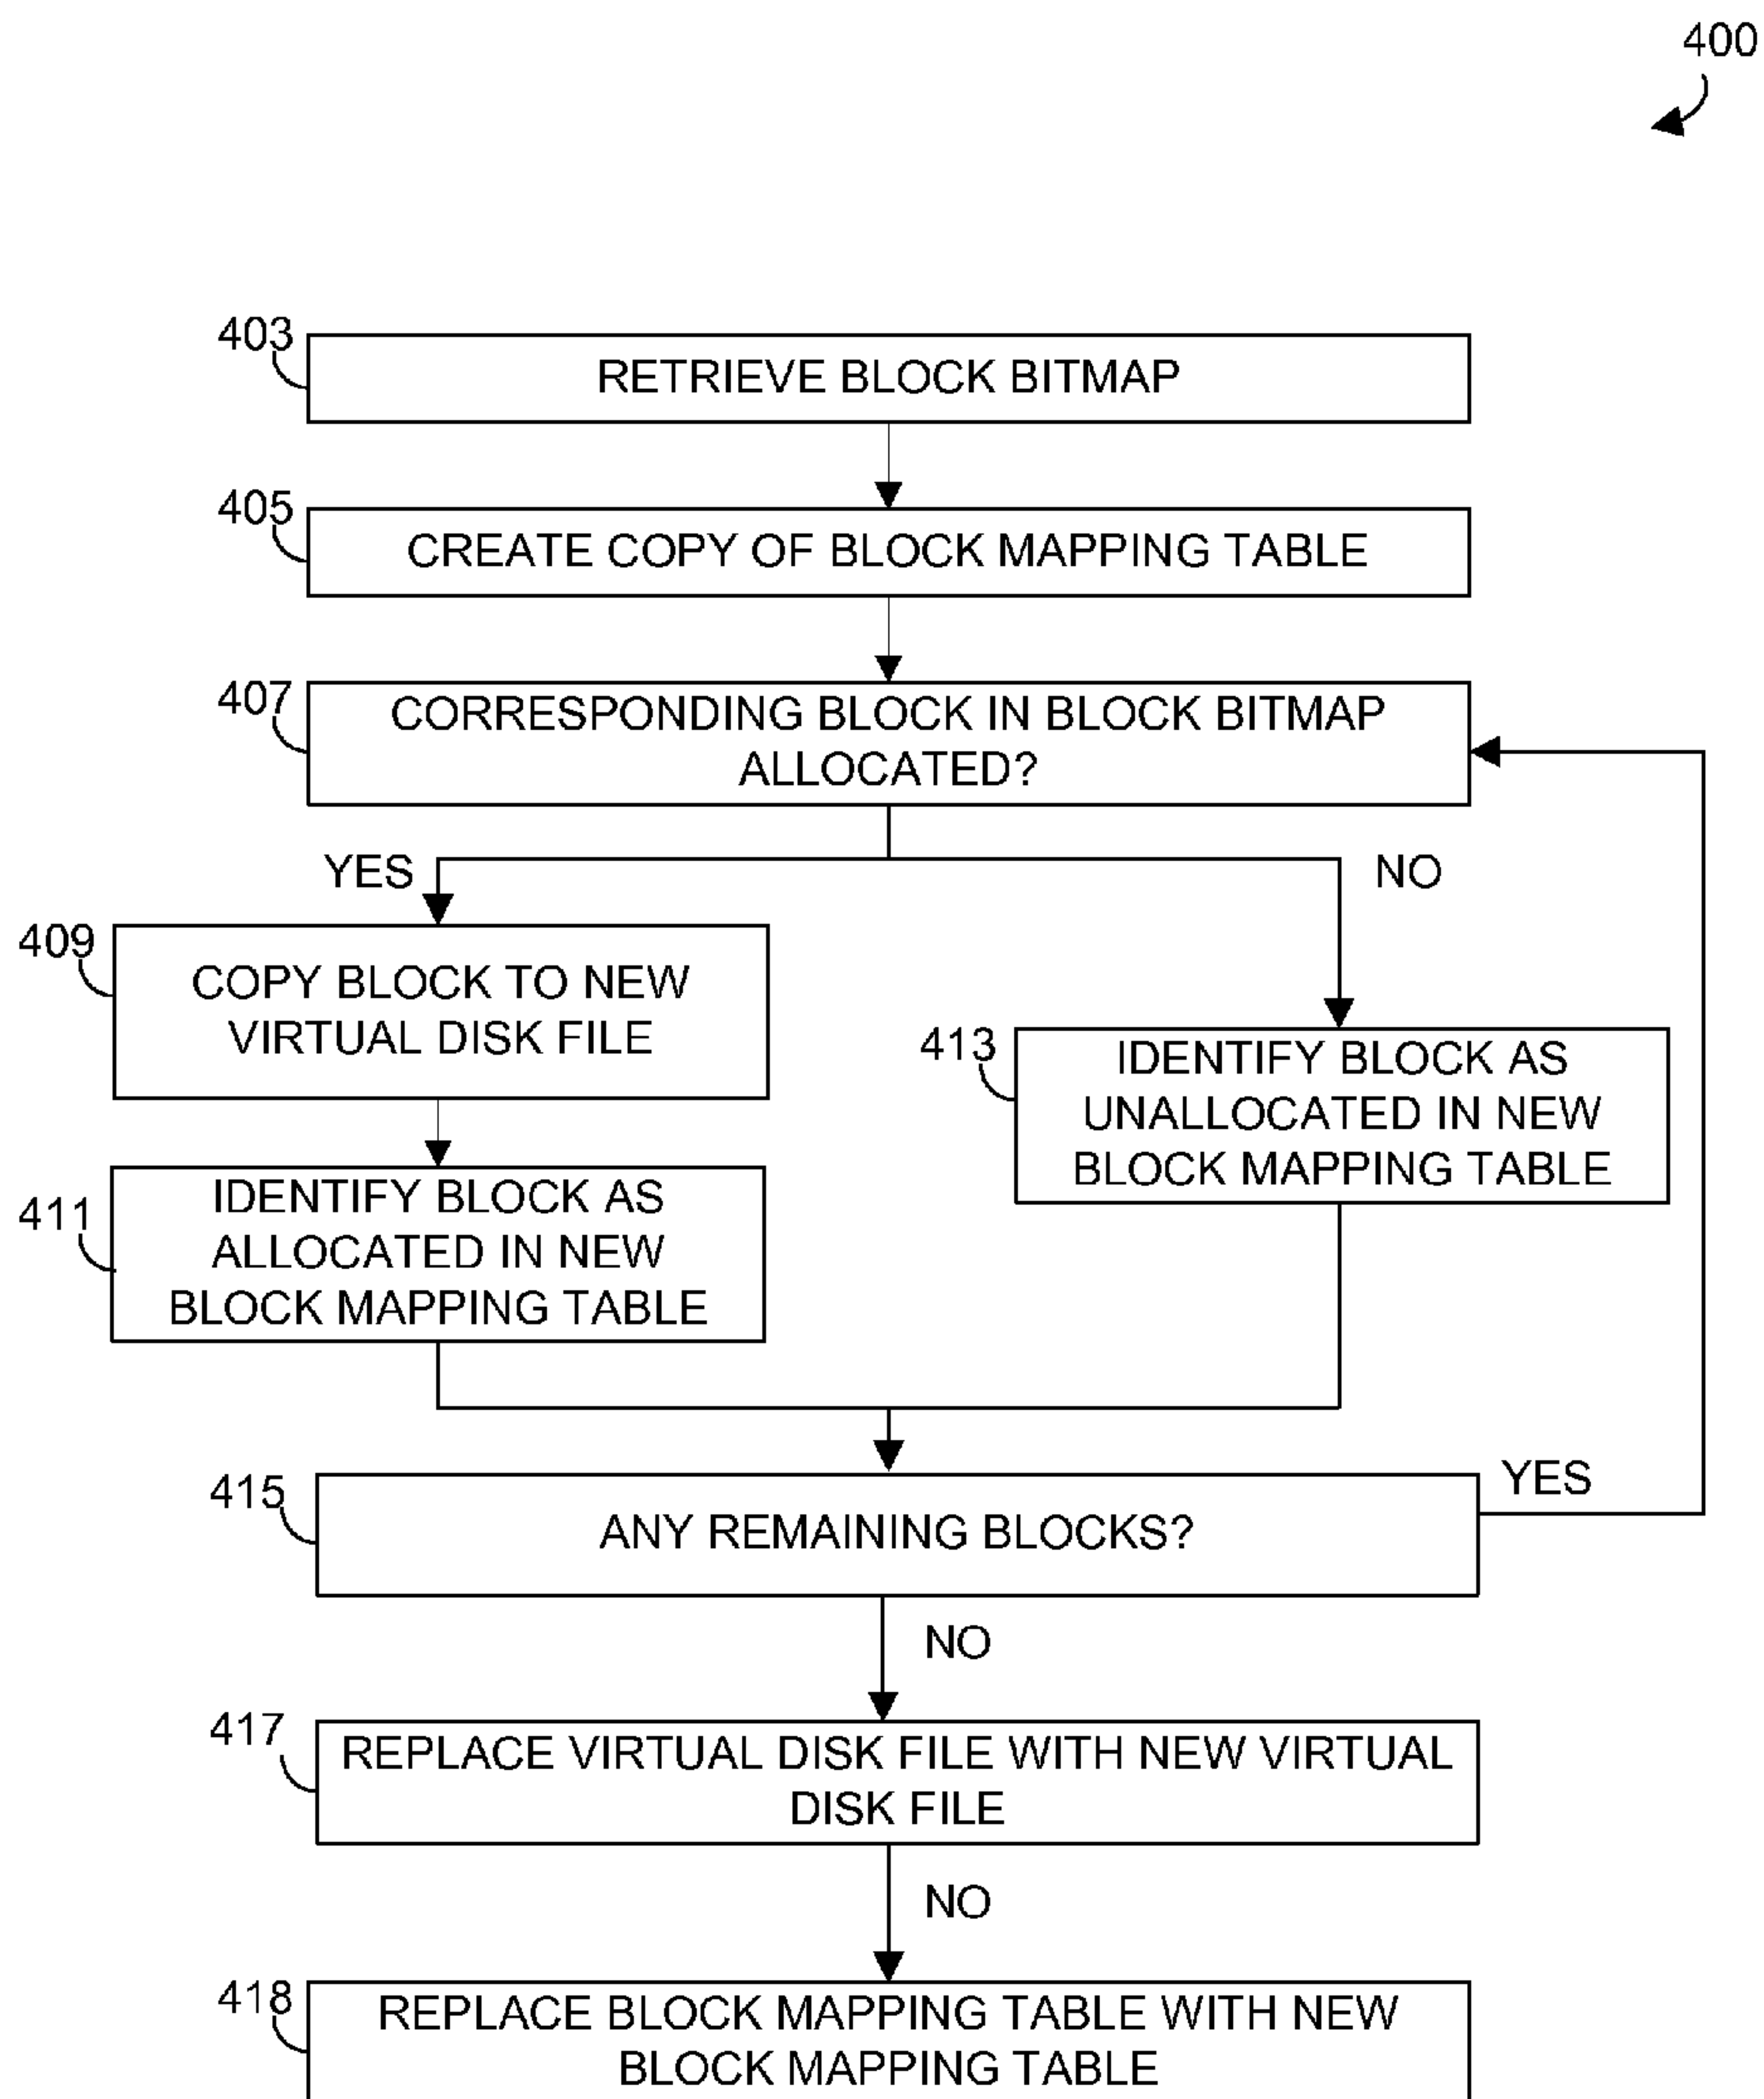 400
403
RETRIEVE BLOCK BITMAP
405
CREATE COPY OF BLOCK MAPPING TABLE
407
CORRESPONDING BLOCK IN BLOCK BITMAP
ALLOCATED?
YES
NO
409
COPY BLOCK TO NEW
VIRTUAL DISK FILE
413
IDENTIFY BLOCK AS
UNALLOCATED IN NEW
BLOCK MAPPING TABLE
411
IDENTIFY BLOCK AS
ALLOCATED IN NEW
BLOCK MAPPING TABLE
415
ANY REMAINING BLOCKS?
YES
NO
417
REPLACE VIRTUAL DISK FILE WITH NEW VIRTUAL
DISK FILE
NO
418
REPLACE BLOCK MAPPING TABLE WITH NEW
BLOCK MAPPING TABLE